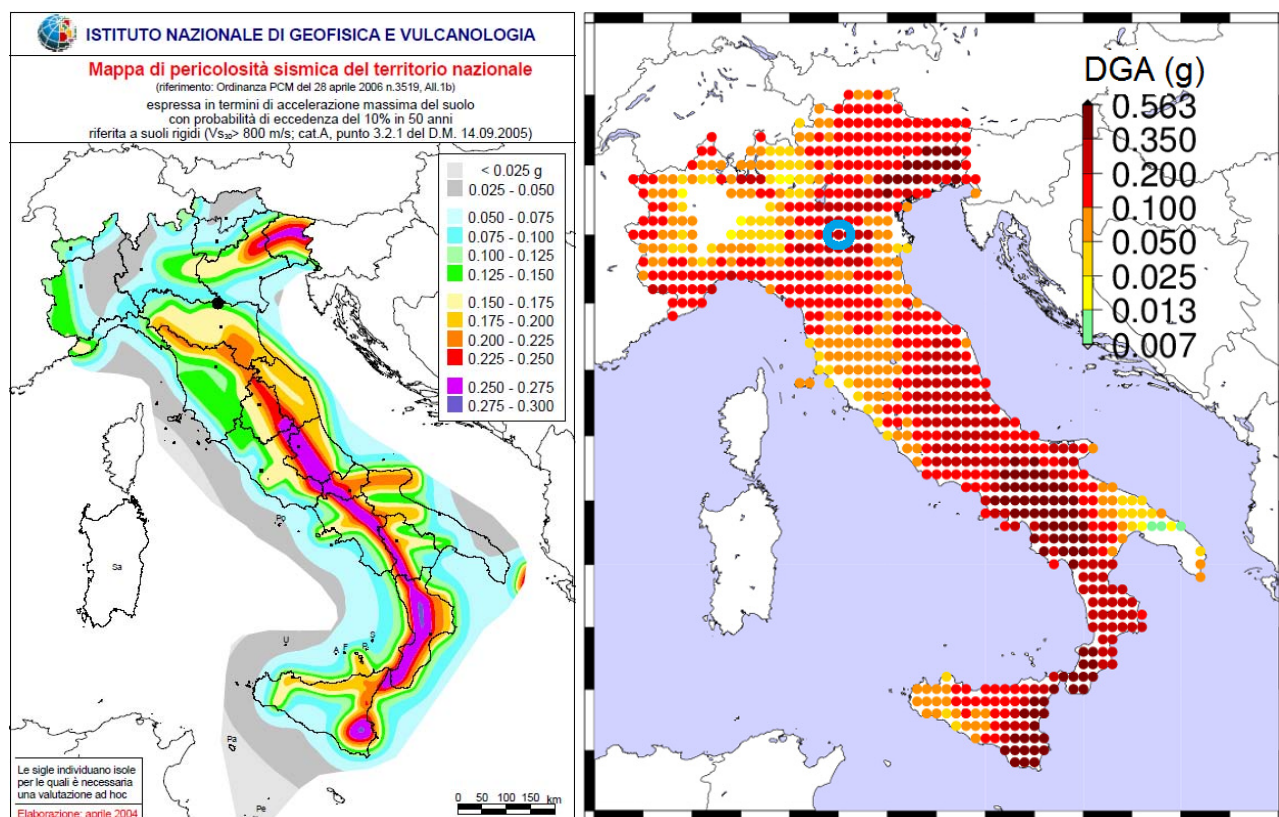 ISTITUTO NAZIONALE DI GEOFISICA E VULCANOLOGIA
Mappa di pericolosità sismica del territorio nazionale
(riferimento: Ordinanza PCM del 28 aprile 2006 n.3519, All.1b)
espressa in termini di accelerazione massima del suolo
con probabilità di eccedenza del 10% in 50 anni
riferita a suoli rigidi (Vs30> 800 m/s; cat.A, punto 3.2.1 del D.M. 14.09.2005)
< 0.025 g
0.025 - 0.050
0.050 - 0.075
0.075 - 0.100
0.100 - 0.125
0.125 - 0.150
0.150 - 0.175
0.175 - 0.200
0.200 - 0.225
0.225 - 0.250
0.250 - 0.275
0.275 - 0.300
Sa
U
A
F
Pa
Pe
Le sigle individuano isole
per le quali è necessaria
una valutazione ad hoc
Elaborazione: aprile 2004
0 50 100 150 km
DGA (g)
0.563
0.350
0.200
0.100
0.050
0.025
0.013
0.007